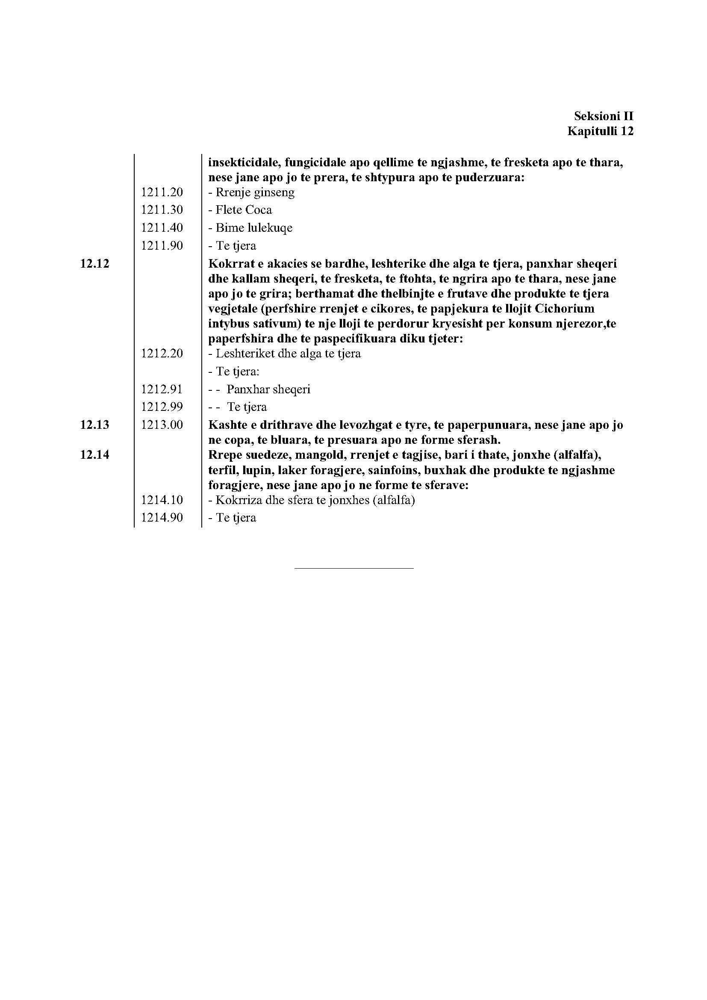 Seksioni II
Kapitulli 12
insekticidale, fungicidale apo qellime te ngjashme, te fresketa apo te thara,
nese jane apo jo te prera, te shtypura apo te puderzuara:
1211.20 - Rrenje ginseng
1211.30 - Flete Coca
1211.40 - Bime lulekuqe
1211.90 - Te tjera
12.12 Kokrrat e akacies se bardhe, leshterike dhe alga te tjera, panxhar sheqeri
dhe kallam sheqeri, te fresketa, te ftohta, te ngrira apo te thara, nese jane
apo jo te grira; berthamat dhe thelbinjte e frutave dhe produkte te tjera
vegjetale (perfshire rrenjet e cikores, te papjekura te llojit Cichorium
intybus sativum) te nje lloji te perdorur kryesisht per konsum njerezor,te
paperfshira dhe te paspecifikuara diku tjeter:
1212.20 - Leshteriket dhe alga te tjera
- Te tjera:
1212.91 - - Panxhar sheqeri
1212.99 - - Te tjera
12.13 1213.00 Kashte e drithrave dhe levozhgat e tyre, te paperpunuara, nese jane apo jo
ne copa, te bluara, te presuara apo ne forme sferash.
12.14 Rrepe suedeze, mangold, rrenjet e tagjise, bari i thate, jonxhe (alfalfa),
terfil, lupin, laker foragjere, sainfoins, buxhak dhe produkte te ngjashme
foragjere, nese jane apo jo ne forme te sferave:
1214.10 - Kokrriza dhe sfera te jonxhes (alfalfa)
1214.90 - Te tjera